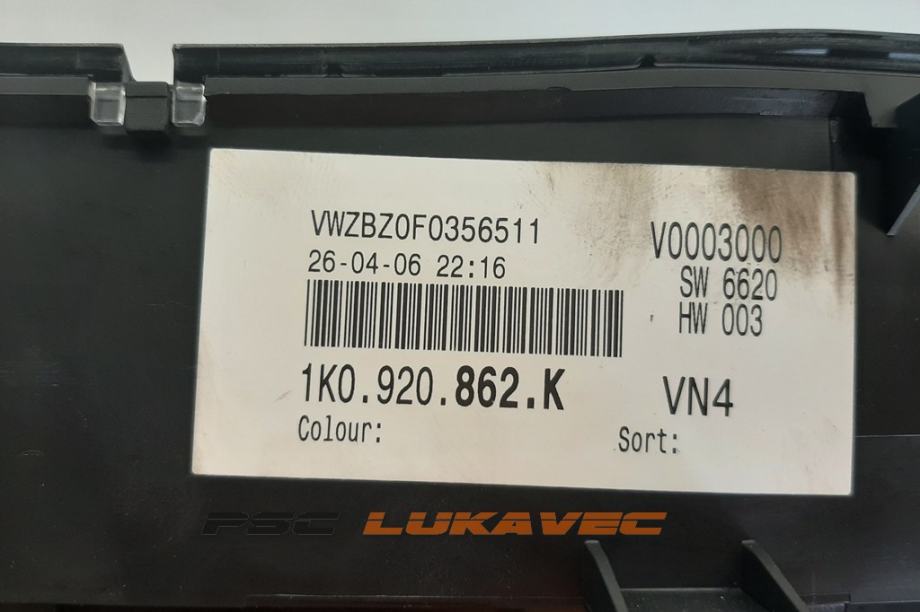 VWZBZ0F0356511
26-04-06 22:16
1K0.920.862.K
Colour:
V0003000
SW 6620
HW 003
VN4
Sort:
PSC LUKAVEC